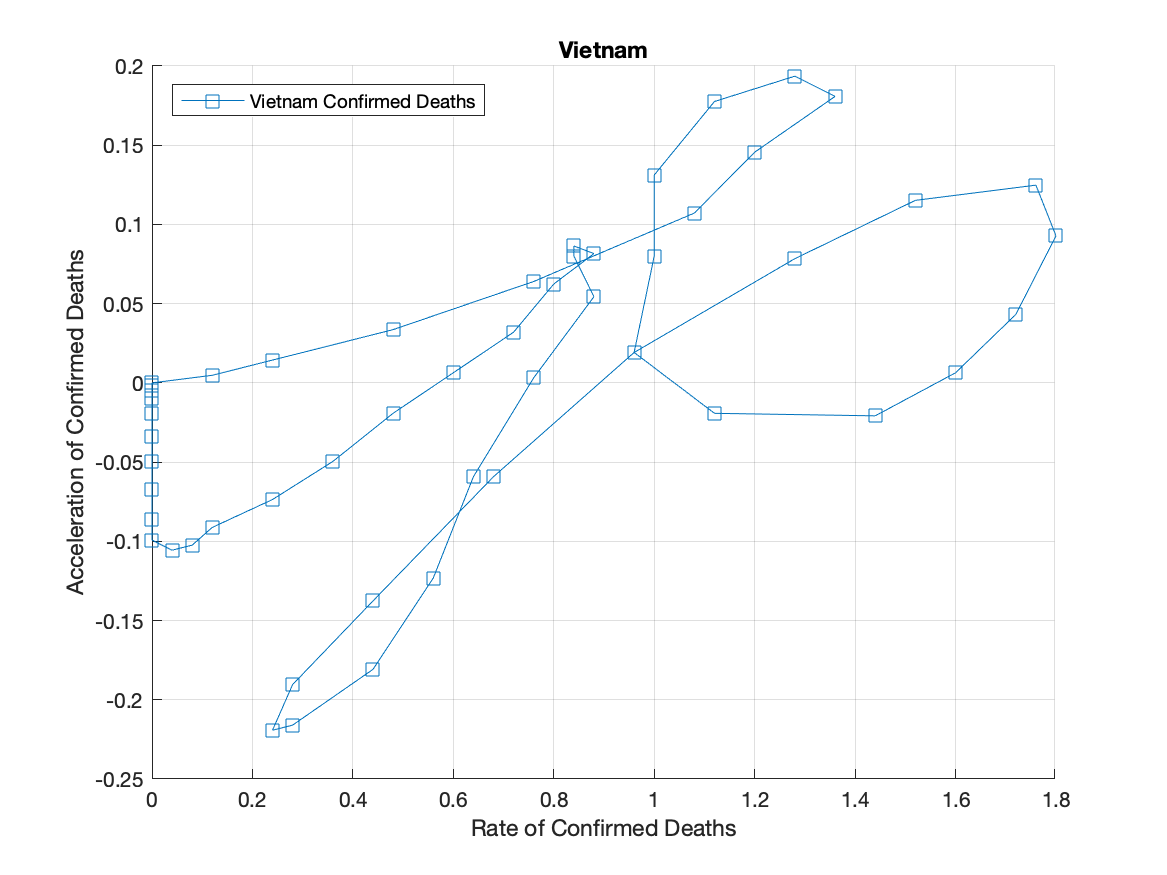 Vietnam
Vietnam Confirmed Deaths
0.2
0.15
0.1
0.05
0
-0.05
-0.1
-0.15
-0.2
-0.25
Acceleration of Confirmed Deaths
0 0.2 0.4 0.6 0.8 1 1.2 1.4 1.6 1.8
Rate of Confirmed Deaths